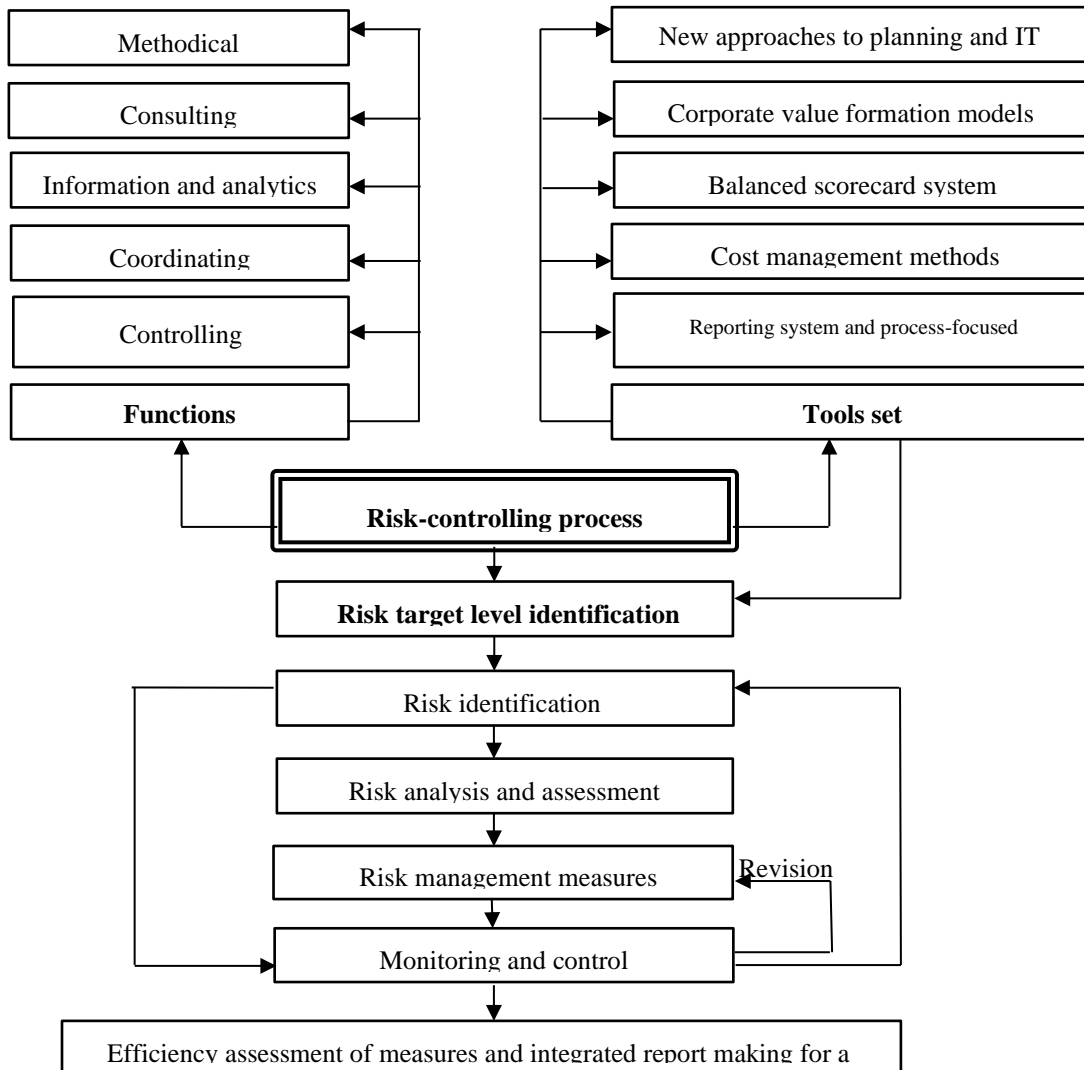 Methodical
Consulting
Information and analytics
Coordinating
Controlling
Functions
New approaches to planning and IT
Corporate value formation models
Balanced scorecard system
Cost management methods
Reporting system and process-focused
Tools set
Risk-controlling process
Risk target level identification
Risk identification
Risk analysis and assessment
Risk management measures
Revision
Monitoring and control
Efficiency assessment of measures and integrated report making for a